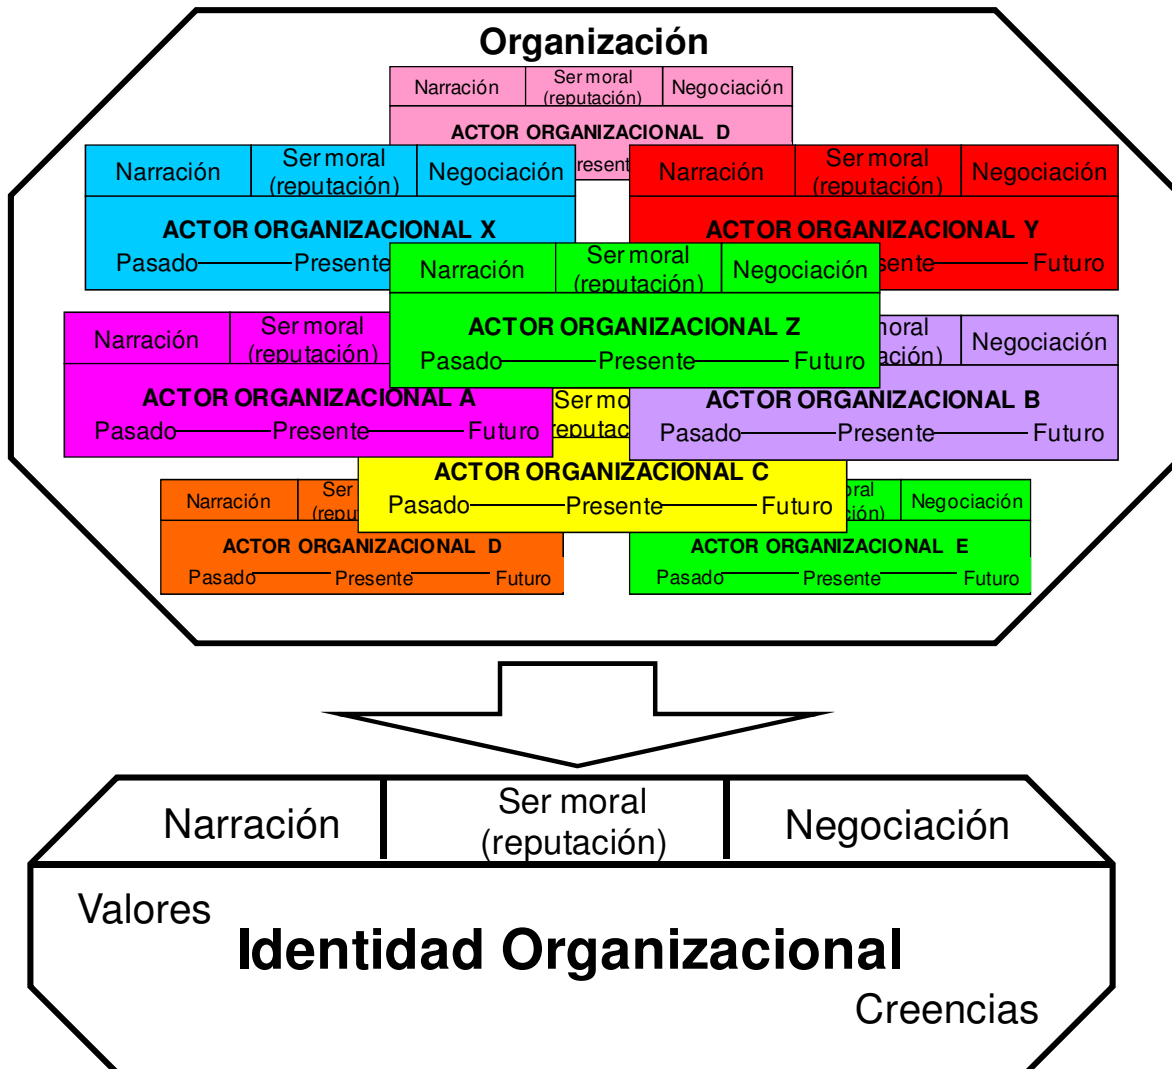 Organización
Narración
Ser moral
(reputación)
Negociación
ACTOR ORGANIZACIONAL D
Narración
Ser moral
(reputación)
Negociación
ACTOR ORGANIZACIONAL X
Pasado Presente
Narración
Ser moral
(reputación)
Negociación
ACTOR ORGANIZACIONAL Y
Futuro
Narración
Ser moral
(reputación)
Negociación
ACTOR ORGANIZACIONAL Z
Pasado Presente Futuro
Narración
Ser moral
(reputación)
ACTOR ORGANIZACIONAL A
Pasado Presente Futuro
Negociación
ACTOR ORGANIZACIONAL B
Pasado Presente Futuro
Ser
ACTOR ORGANIZACIONAL C
Pasado Presente Futuro
Narración
Ser
ACTOR ORGANIZACIONAL D
Pasado Presente Futuro
Negociación
ACTOR ORGANIZACIONAL E
Pasado Presente Futuro
Narración
Ser moral
(reputación)
Negociación
Valores
Identidad Organizacional
Creencias